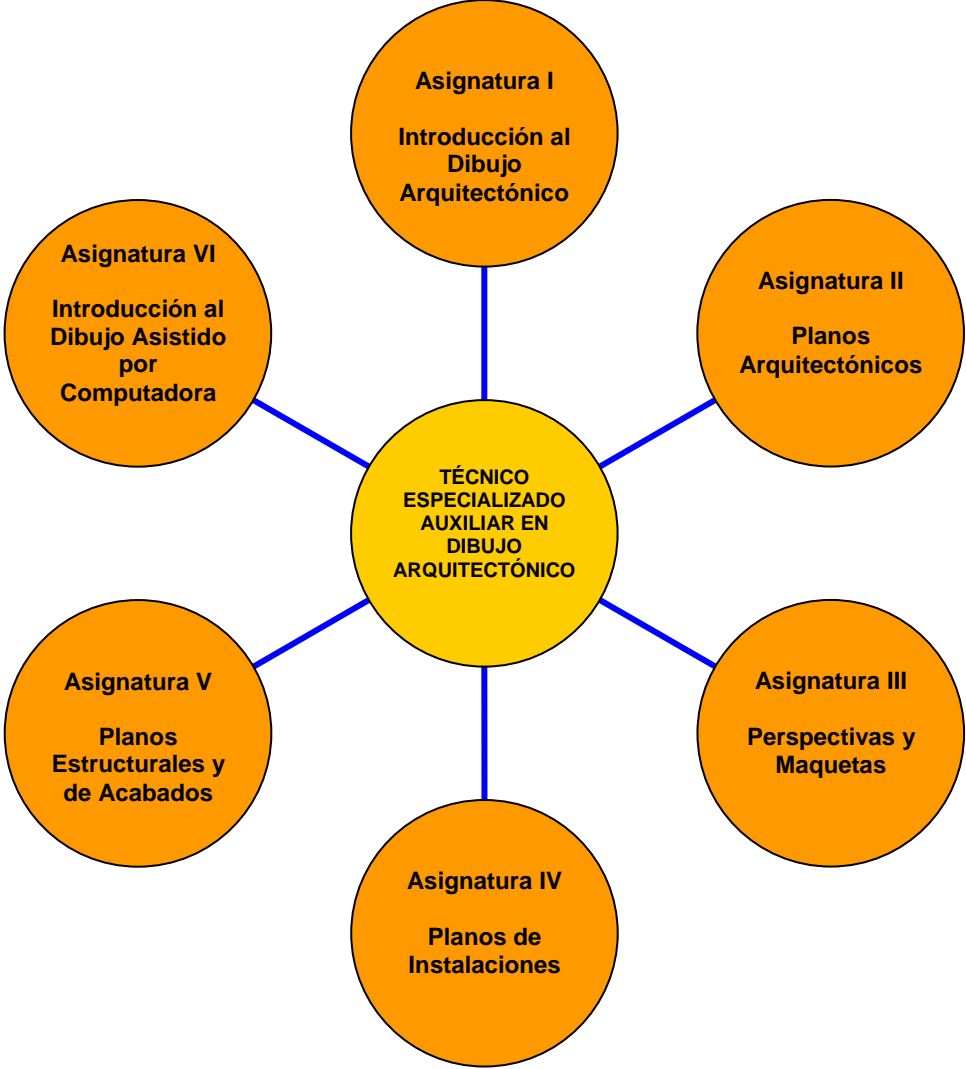 Asignatura I
Introducción al
Dibujo
Arquitectónico
Asignatura VI
Introducción al
Dibujo Asistido
por
Computadora
Asignatura II
Planos
Arquitectónicos
TÉCNICO
ESPECIALIZADO
AUXILIAR EN
DIBUJO
ARQUITECTÓNICO
Asignatura V
Planos
Estructurales y
de Acabados
Asignatura III
Perspectivas y
Maquetas
Asignatura IV
Planos de
Instalaciones